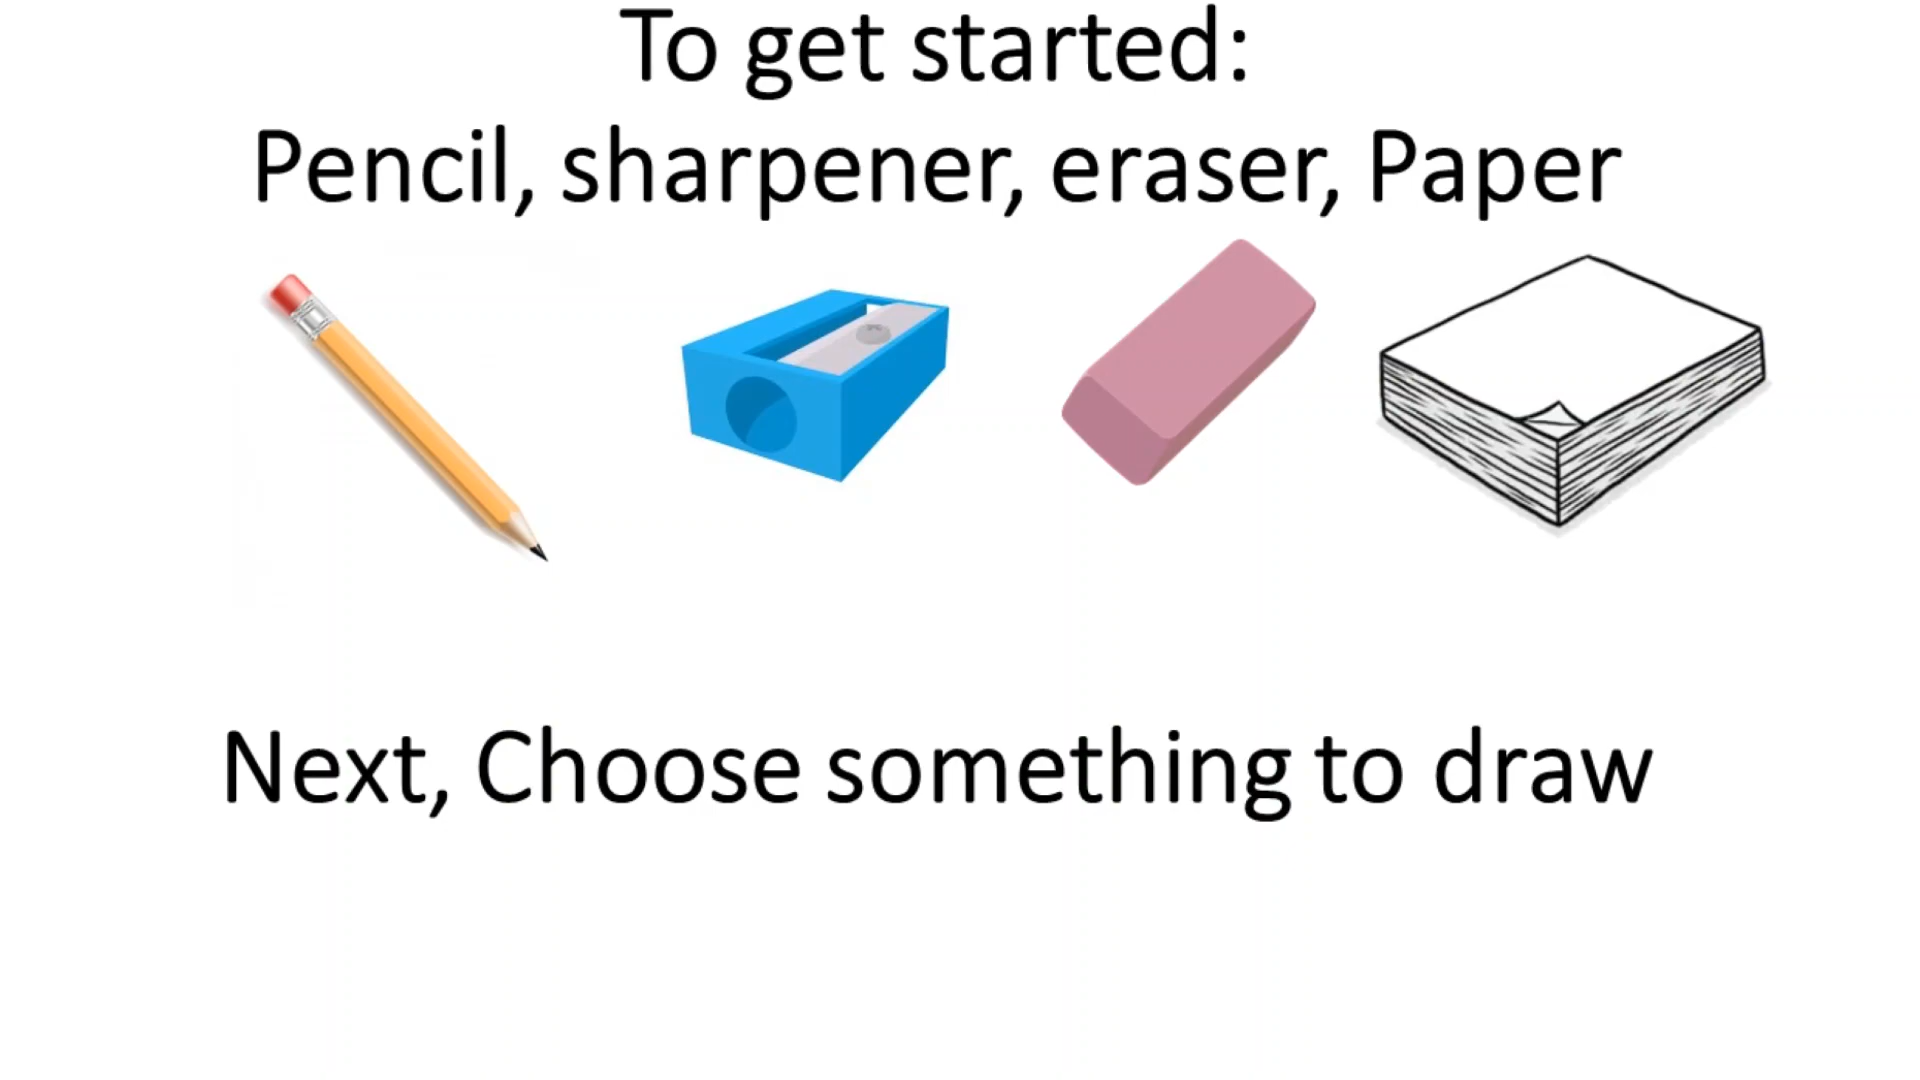 To get started:
Pencil, sharpener, eraser, Paper
Next, Choose something to draw